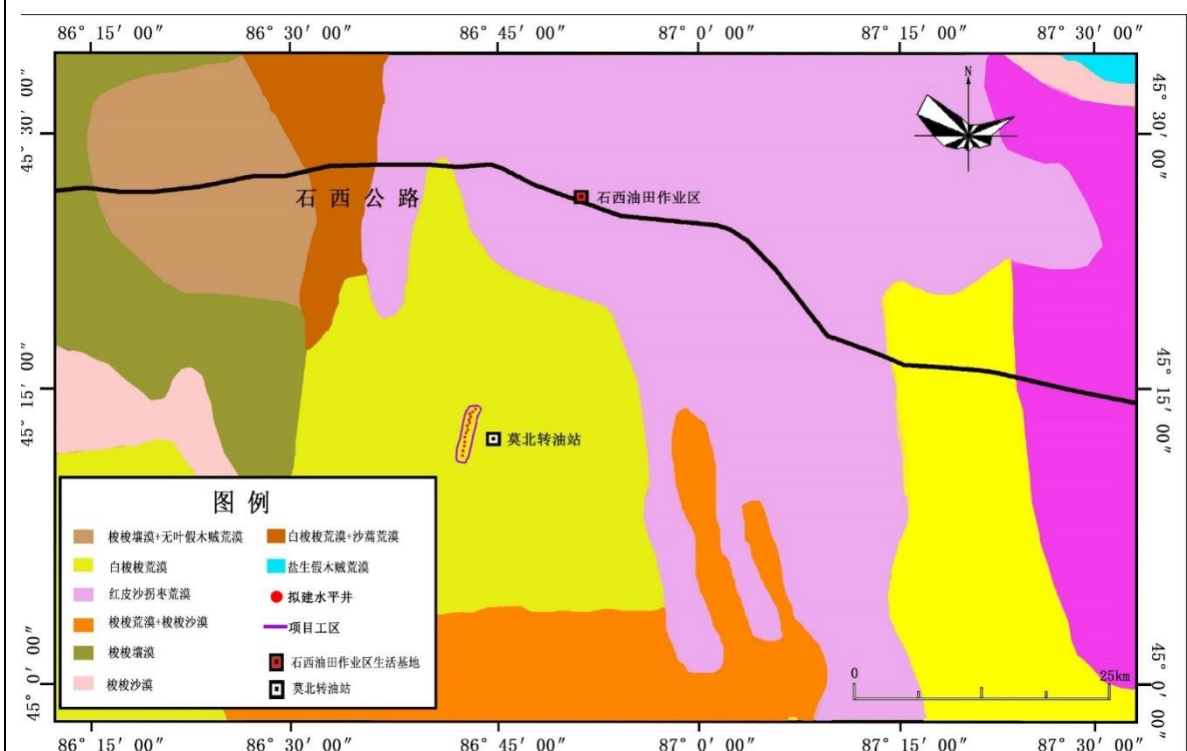 86° 15′ 00″ 86° 30′ 00″ 86° 45′ 00″ 87° 0′ 00″ 87° 15′ 00″ 87° 30′ 00″
45° 30′ 00″
45° 30′ 00″
N
石西公路
石西油田作业区
45° 15′ 00″
45° 15′ 00″
莫北转油站
图例
梭梭壤漠+无叶假木贼荒漠
白梭梭荒漠+沙蒿荒漠
白梭梭荒漠
盐生假木贼荒漠
红皮沙拐枣荒漠
拟建水平井
梭梭荒漠+梭梭沙漠
项目工区
梭梭壤漠
石西油田作业区生活基地
梭梭沙漠
莫北转油站
0 25km
45° 0′ 00″
45° 0′ 00″
86° 15′ 00″ 86° 30′ 00″ 86° 45′ 00″ 87° 0′ 00″ 87° 15′ 00″ 87° 30′ 00″